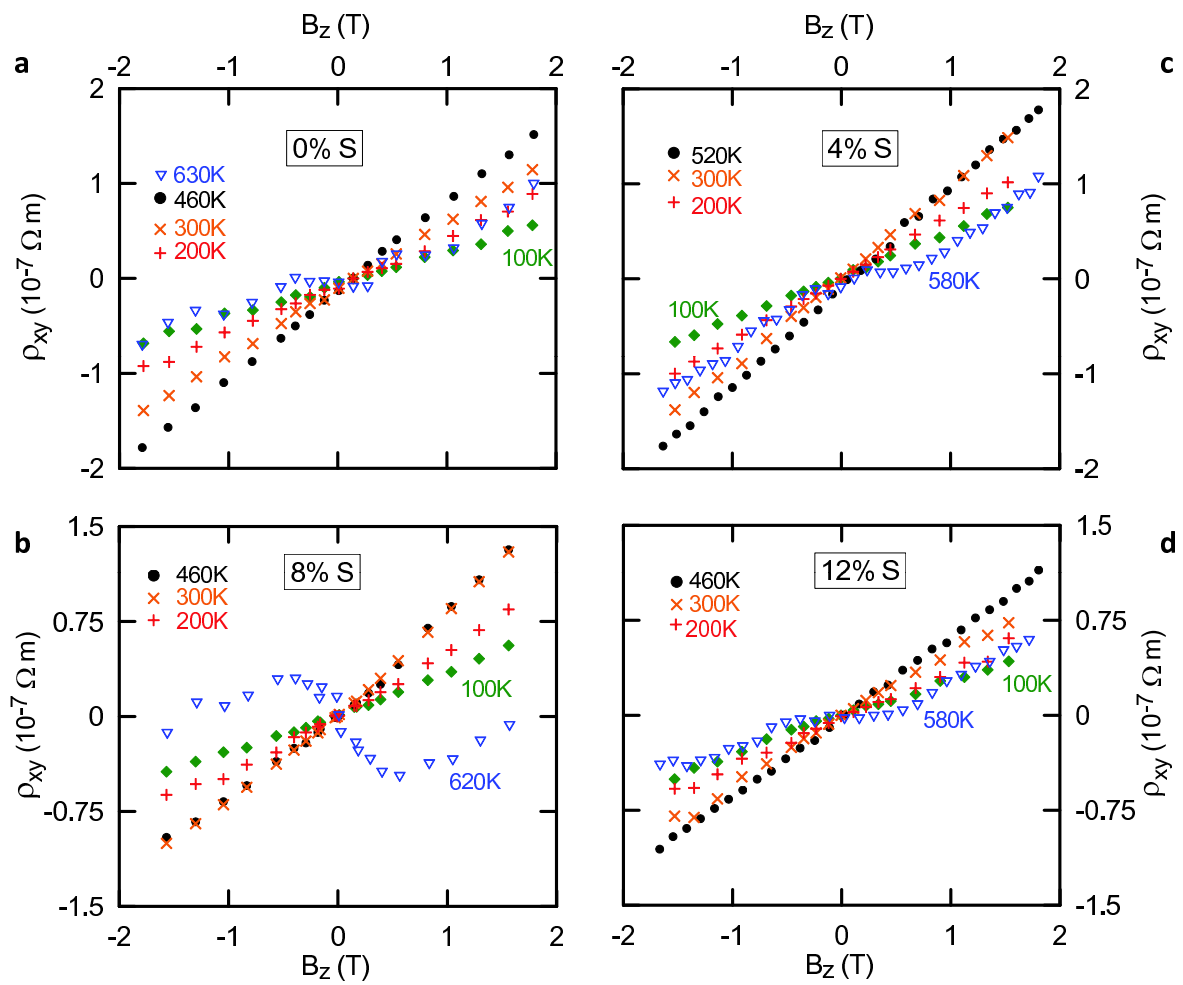 B_z (T)
B_z (T)
a
-2 -1 0 1 2
-2 -1 0 1 2
c
2
1
0
-1
-2
ρ_xy (10^-7 Ω m)
0% S
630K
460K
300K
200K
100K
4% S
520K
300K
200K
100K
580K
2
1
0
-1
-2
ρ_xy (10^-7 Ω m)
b
1.5
0.75
0
-0.75
-1.5
ρ_xy (10^-7 Ω m)
8% S
460K
300K
200K
100K
620K
d
12% S
460K
300K
200K
100K
580K
1.5
0.75
0
-0.75
-1.5
ρ_xy (10^-7 Ω m)
-2 -1 0 1 2
-2 -1 0 1 2
B_z (T)
B_z (T)